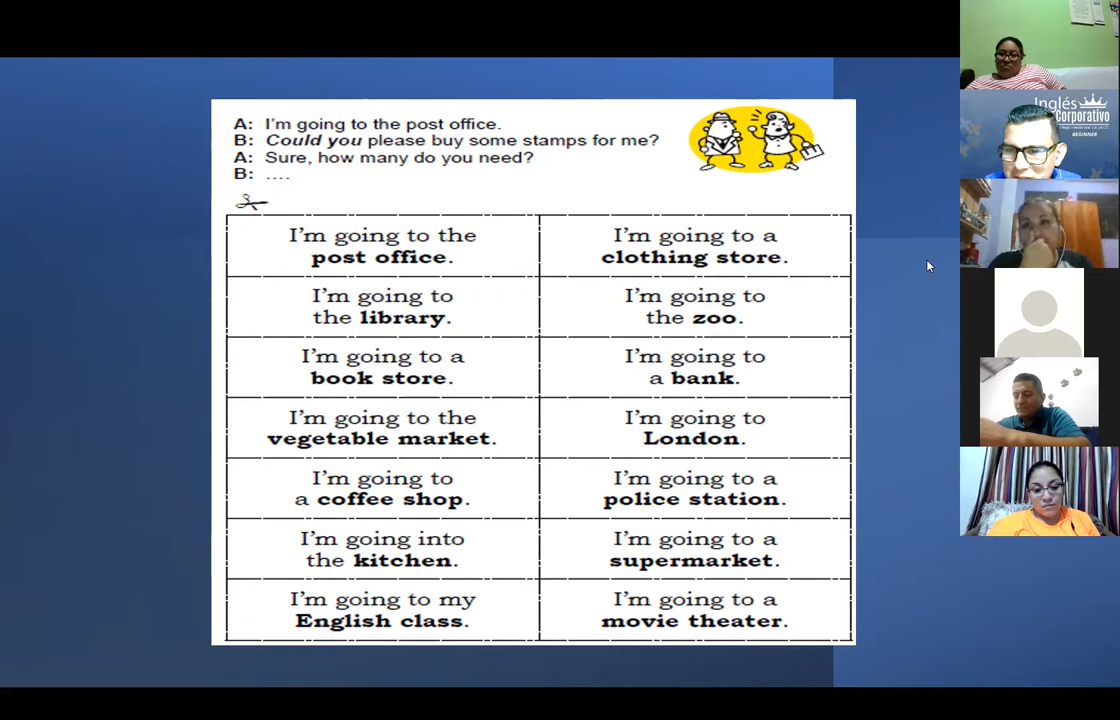 A: I'm going to the post office.
B: Could you please buy some stamps for me?
A: Sure, how many do you need?
B: ....
I'm going to the
post office.
I'm going to a
clothing store.
I'm going to
the library.
I'm going to
the zoo.
I'm going to a
book store.
I'm going to
a bank.
I'm going to the
vegetable market.
I'm going to
London.
I'm going to
a coffee shop.
I'm going to a
police station.
I'm going into
the kitchen.
I'm going to a
supermarket.
I'm going to my
English class.
I'm going to a
movie theater.
Inglés
Corporativo
BEGINNER